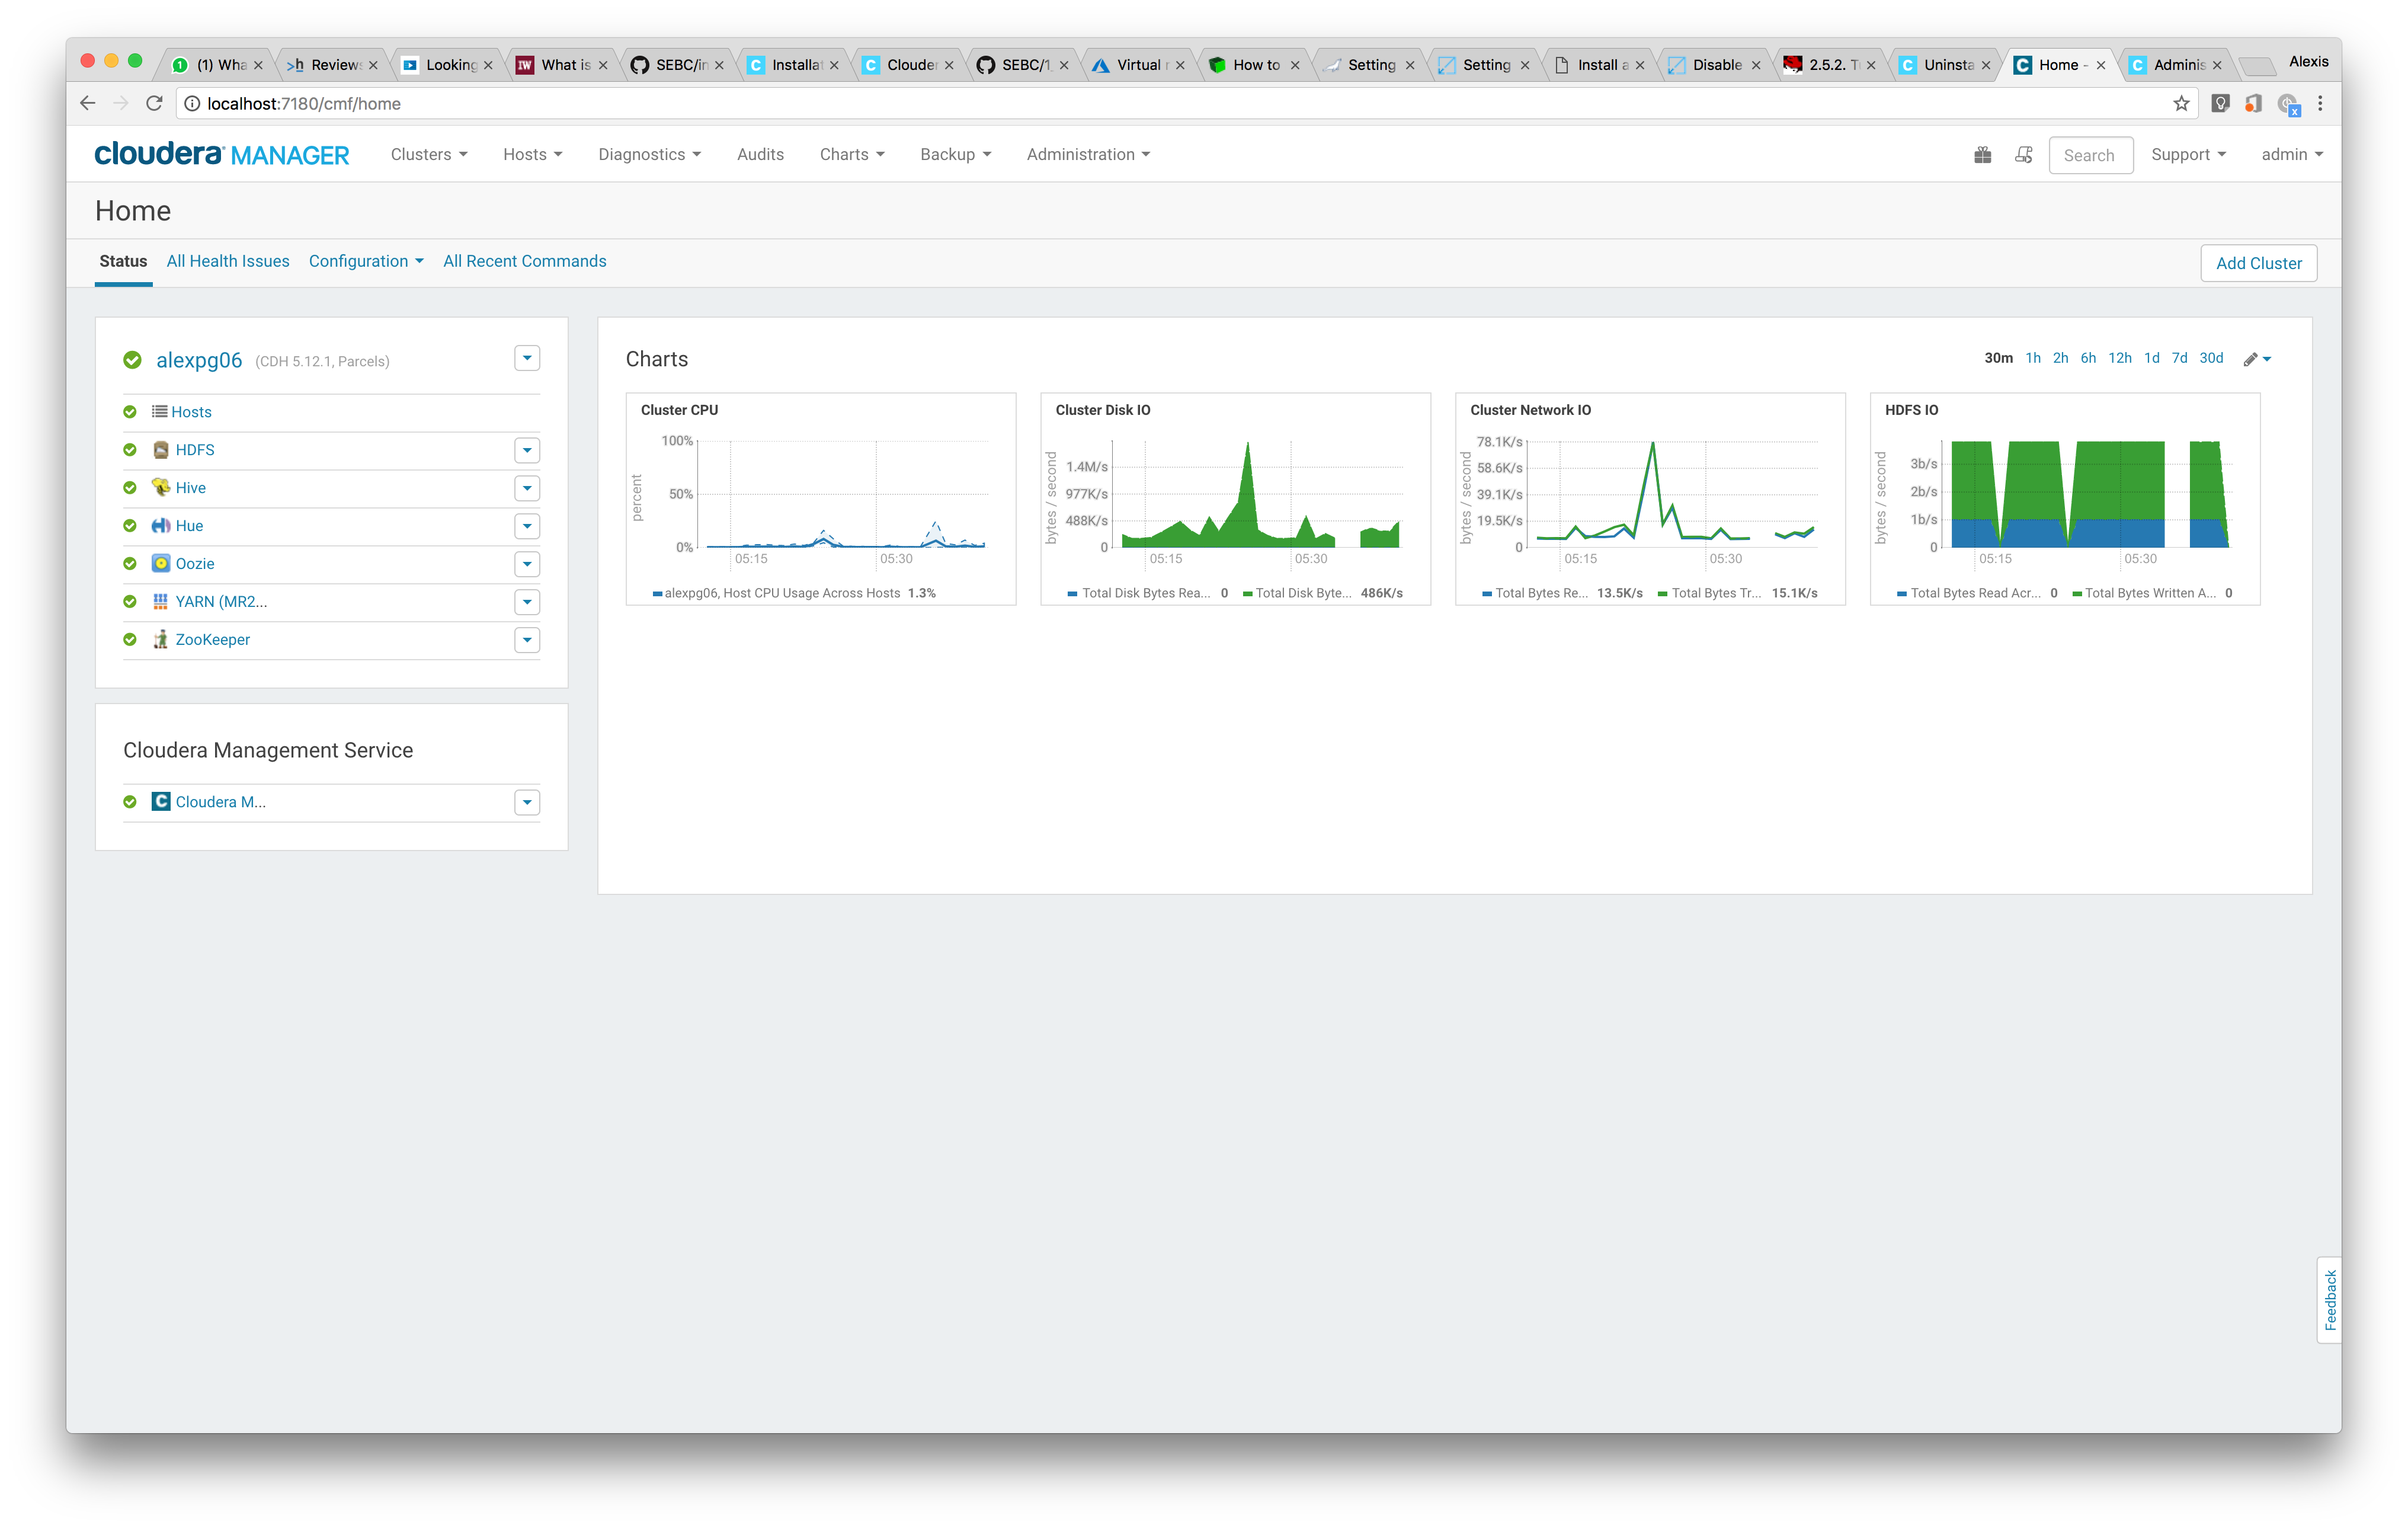 (1) Wha
Reviews
Looking
What is
SEBC/in
Installat
Clouder
SEBC/1_
Virtual
How to
Setting
Setting
Install a
Disable
2.5.2. T
Uninsta
Home -
Adminis
Alexis
localhost:7180/cmf/home
cloudera MANAGER Clusters Hosts Diagnostics Audits Charts Backup Administration Search Support admin
Home
Status All Health Issues Configuration All Recent Commands Add Cluster
alexpg06 (CDH 5.12.1, Parcels)
Hosts
HDFS
Hive
Hue
Oozie
YARN (MR2...
ZooKeeper
Cloudera Management Service
Cloudera M...
Charts
30m 1h 2h 6h 12h 1d 7d 30d
Cluster CPU
percent
100%
50%
0%
05:15 05:30
alexpg06, Host CPU Usage Across Hosts 1.3%
Cluster Disk IO
bytes / second
1.4M/s
977K/s
488K/s
0
05:15 05:30
Total Disk Bytes Rea... 0 Total Disk Byte... 486K/s
Cluster Network IO
bytes / second
78.1K/s
58.6K/s
39.1K/s
19.5K/s
0
05:15 05:30
Total Bytes Re... 13.5K/s Total Bytes Tr... 15.1K/s
HDFS IO
bytes / second
3b/s
2b/s
1b/s
0
05:15 05:30
Total Bytes Read Acr... 0 Total Bytes Written A... 0
Feedback